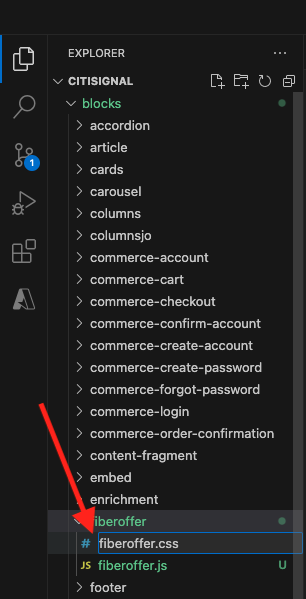 EXPLORER
CITISIGNAL
blocks
accordion
article
cards
carousel
columns
columnsjo
commerce-account
commerce-cart
commerce-checkout
commerce-confirm-account
commerce-create-account
commerce-create-password
commerce-forgot-password
commerce-login
commerce-order-confirmation
content-fragment
embed
enrichment
fiberoffer
# fiberoffer.css
JS fiberoffer.js U
footer
1